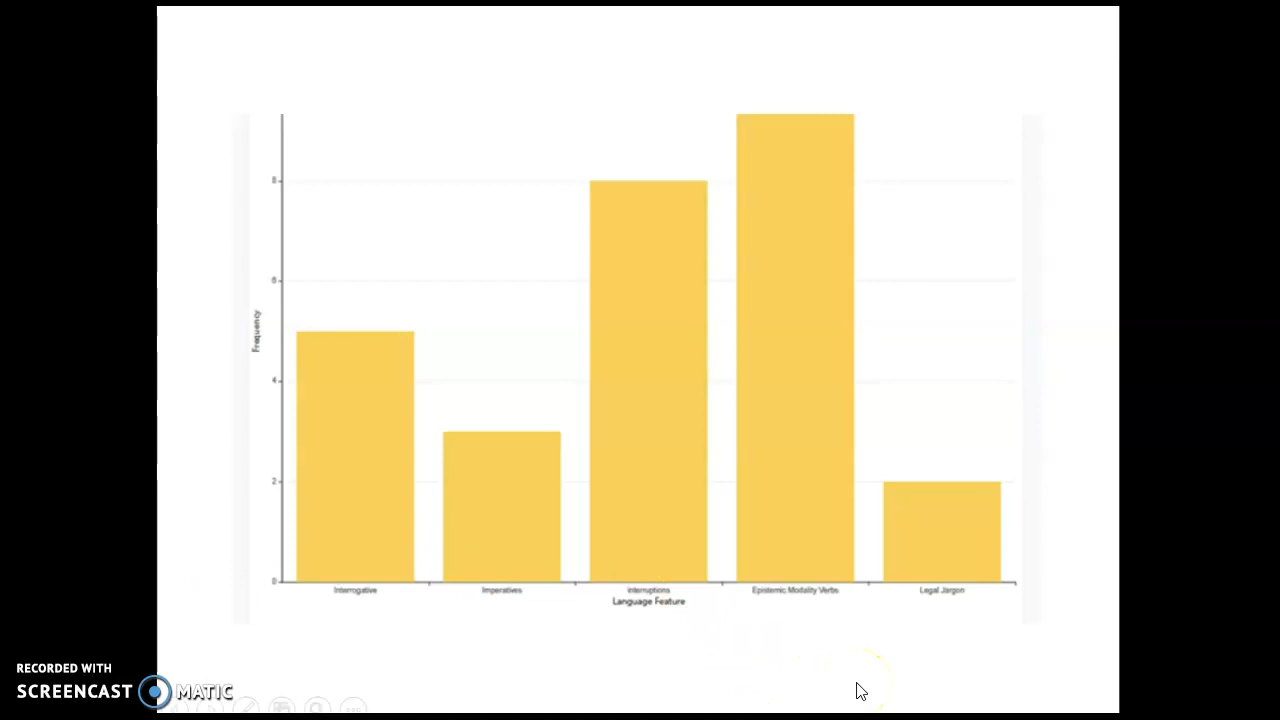 8
6
4
2
0
Frequency
Interrogative Imperatives Interruptions Epistemic Modality Verbs Legal Jargon
Language Feature
RECORDED WITH
SCREENCAST MATIC